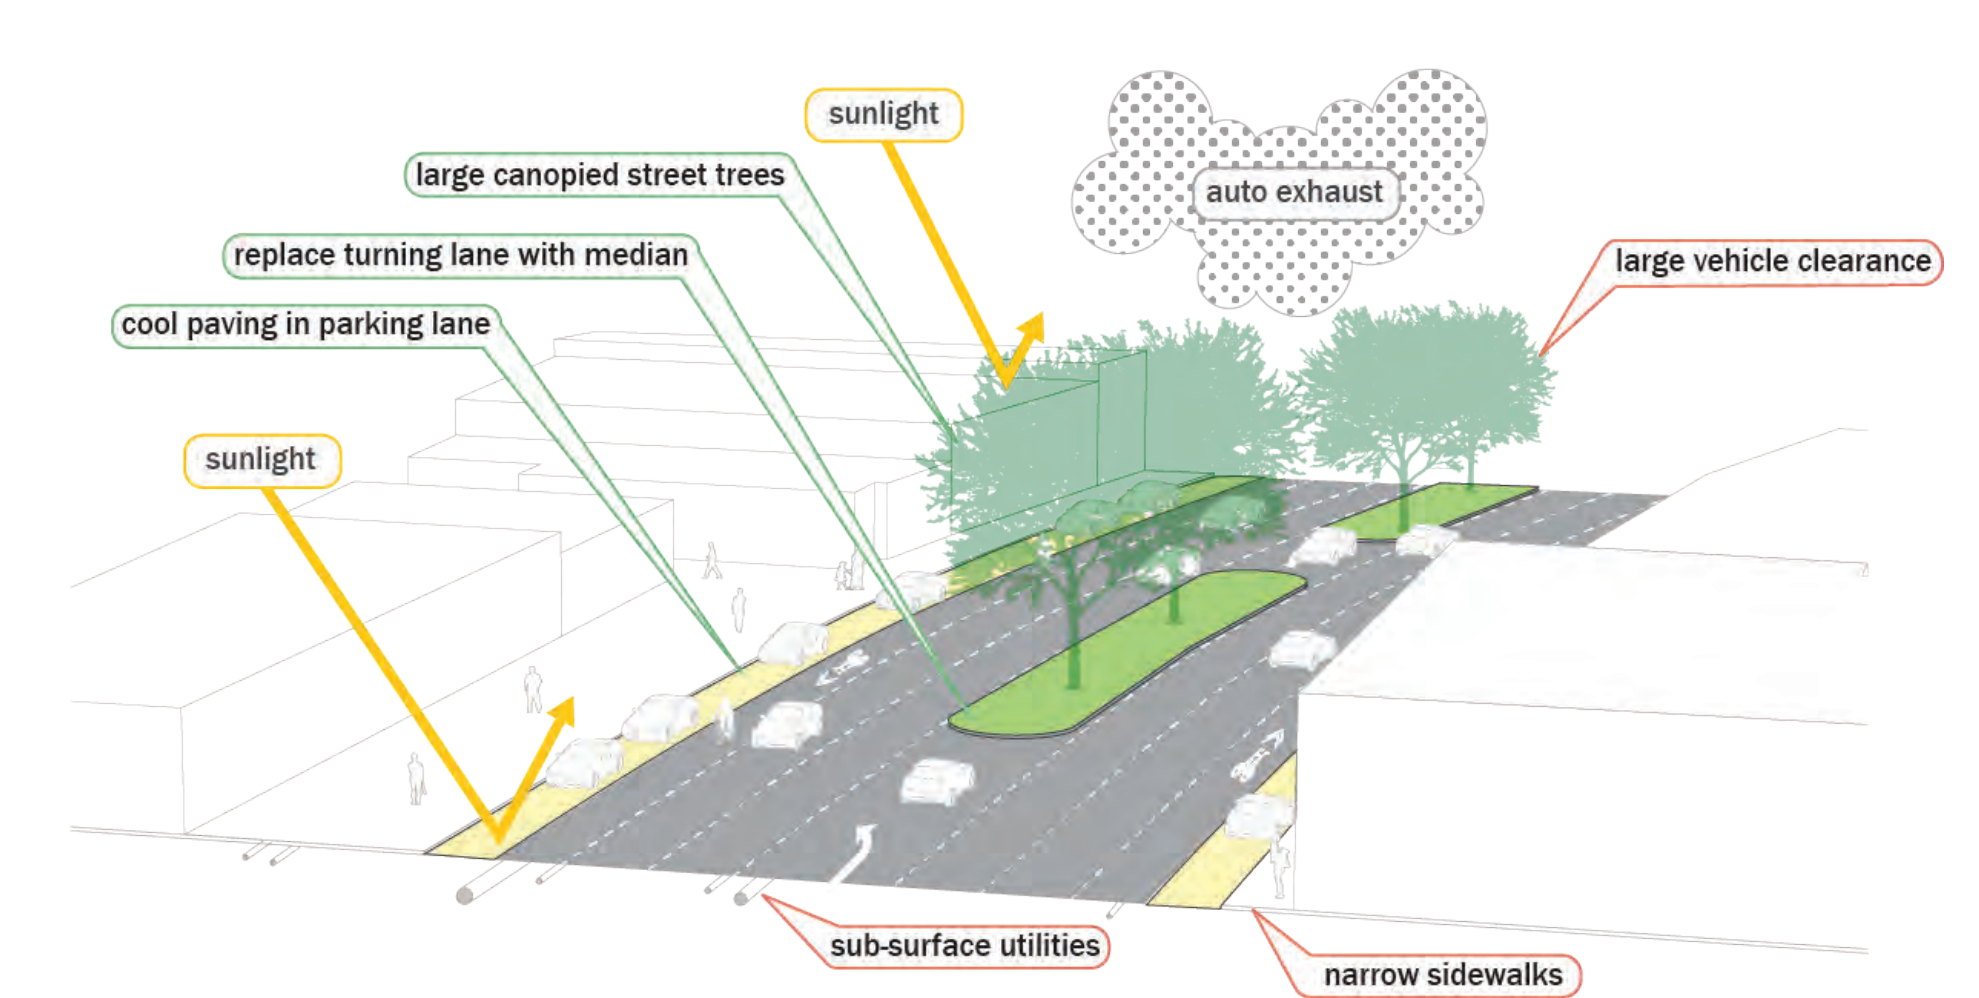 sunlight
large canopied street trees
auto exhaust
replace turning lane with median
large vehicle clearance
cool paving in parking lane
sunlight
sub-surface utilities
narrow sidewalks